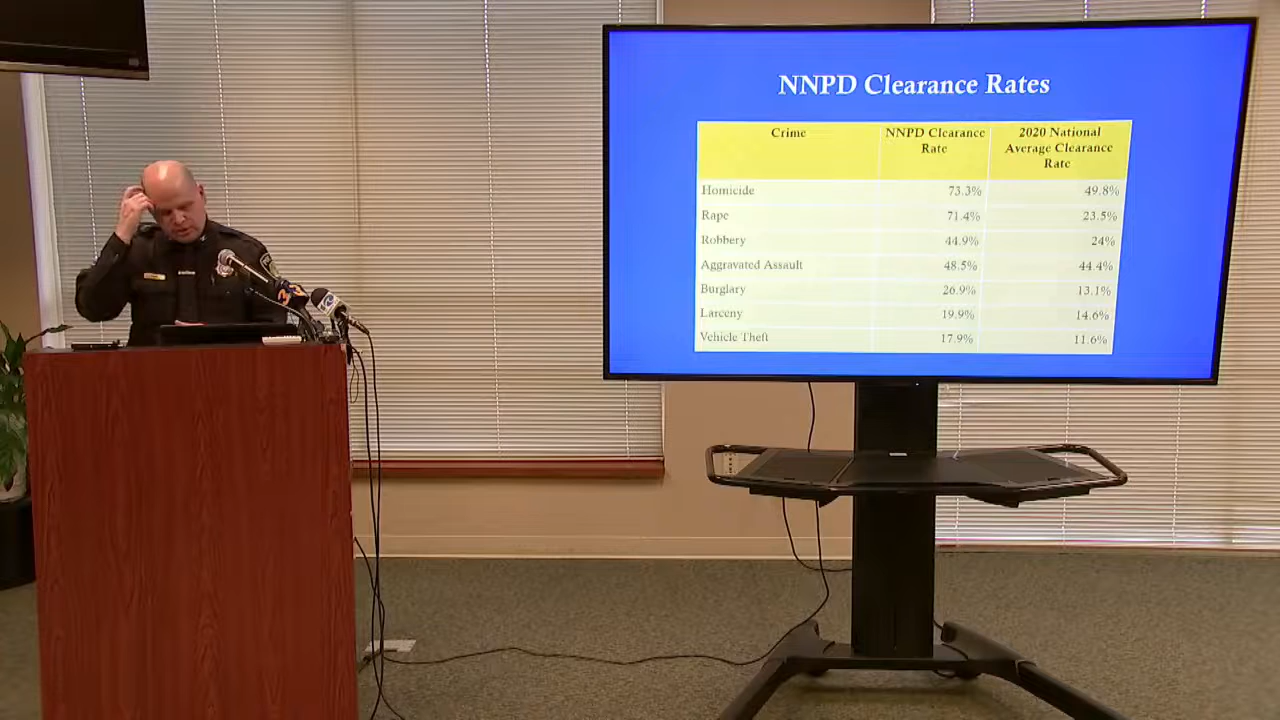 NNPD Clearance Rates
Crime NNPD Clearance Rate 2020 National Average Clearance Rate
Homicide 73.3% 49.8%
Rape 71.4% 23.5%
Robbery 44.9% 24%
Aggravated Assault 48.5% 44.4%
Burglary 26.9% 13.1%
Larceny 19.9% 14.6%
Vehicle Theft 17.9% 11.6%